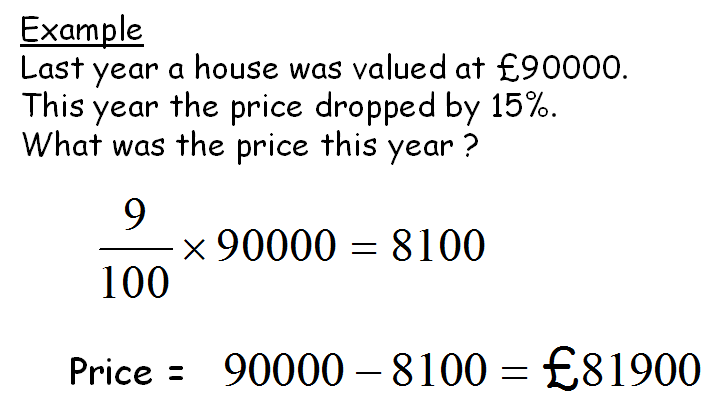 Example
Last year a house was valued at £90000.
This year the price dropped by 15%.
What was the price this year ?
9/100 × 90000 = 8100
Price = 90000 − 8100 = £81900